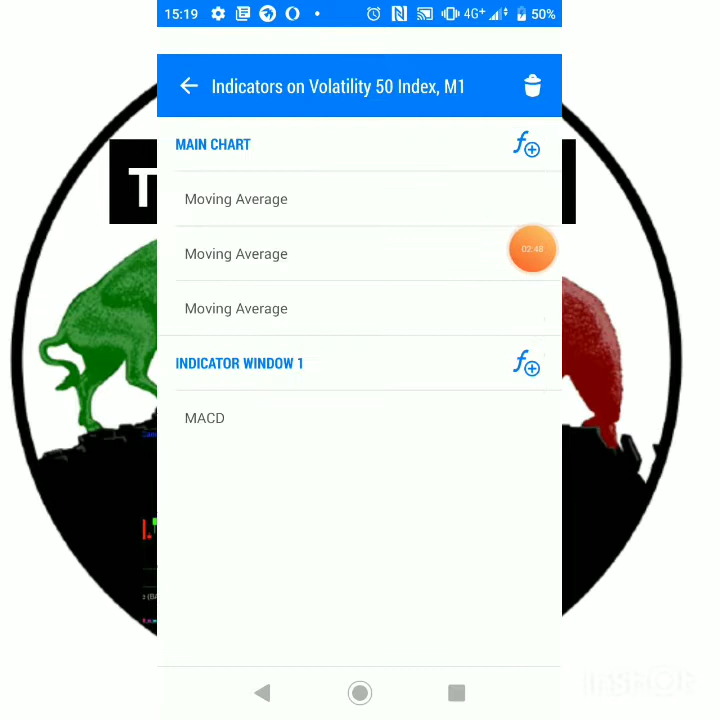 15:19 4G+ 50%
Indicators on Volatility 50 Index, M1
MAIN CHART
Moving Average
Moving Average
02:48
Moving Average
INDICATOR WINDOW 1
MACD